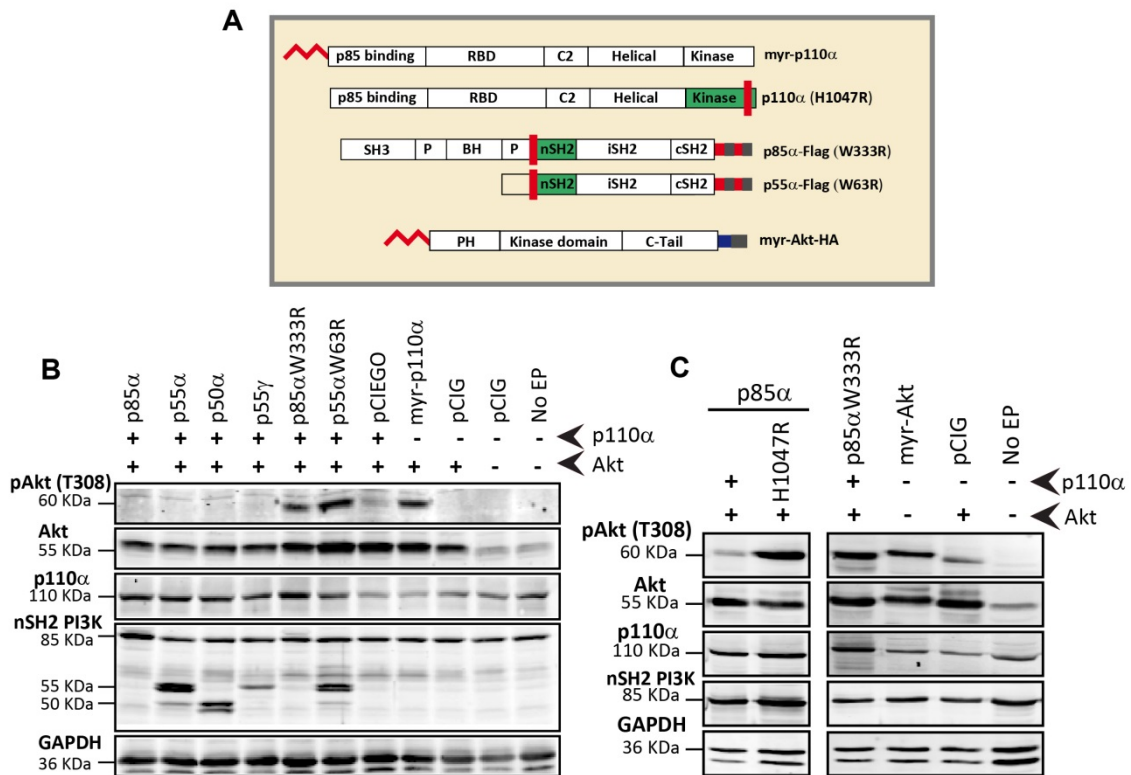 A
p85 binding RBD C2 Helical Kinase myr-p110α
p85 binding RBD C2 Helical Kinase p110α (H1047R)
SH3 P BH P nSH2 iSH2 cSH2 p85α-Flag (W333R)
nSH2 iSH2 cSH2 p55α-Flag (W63R)
PH Kinase domain C-Tail myr-Akt-HA
B
p85α p55α p50α p55γ p85αW333R p55αW63R pCIEGO myr-p110α pCIG pCIG No EP
+ + + + + + + - - - - p110α
+ + + + + + + + + - - Akt
pAkt (T308)
60 KDa
Akt
55 KDa
p110α
110 KDa
nSH2 PI3K
85 KDa
55 KDa
50 KDa
GAPDH
36 KDa
C
p85α
H1047R p85αW333R myr-Akt pCIG No EP
+ + - - - p110α
+ + + - + - Akt
pAkt (T308)
60 KDa
Akt
55 KDa
p110α
110 KDa
nSH2 PI3K
85 KDa
GAPDH
36 KDa